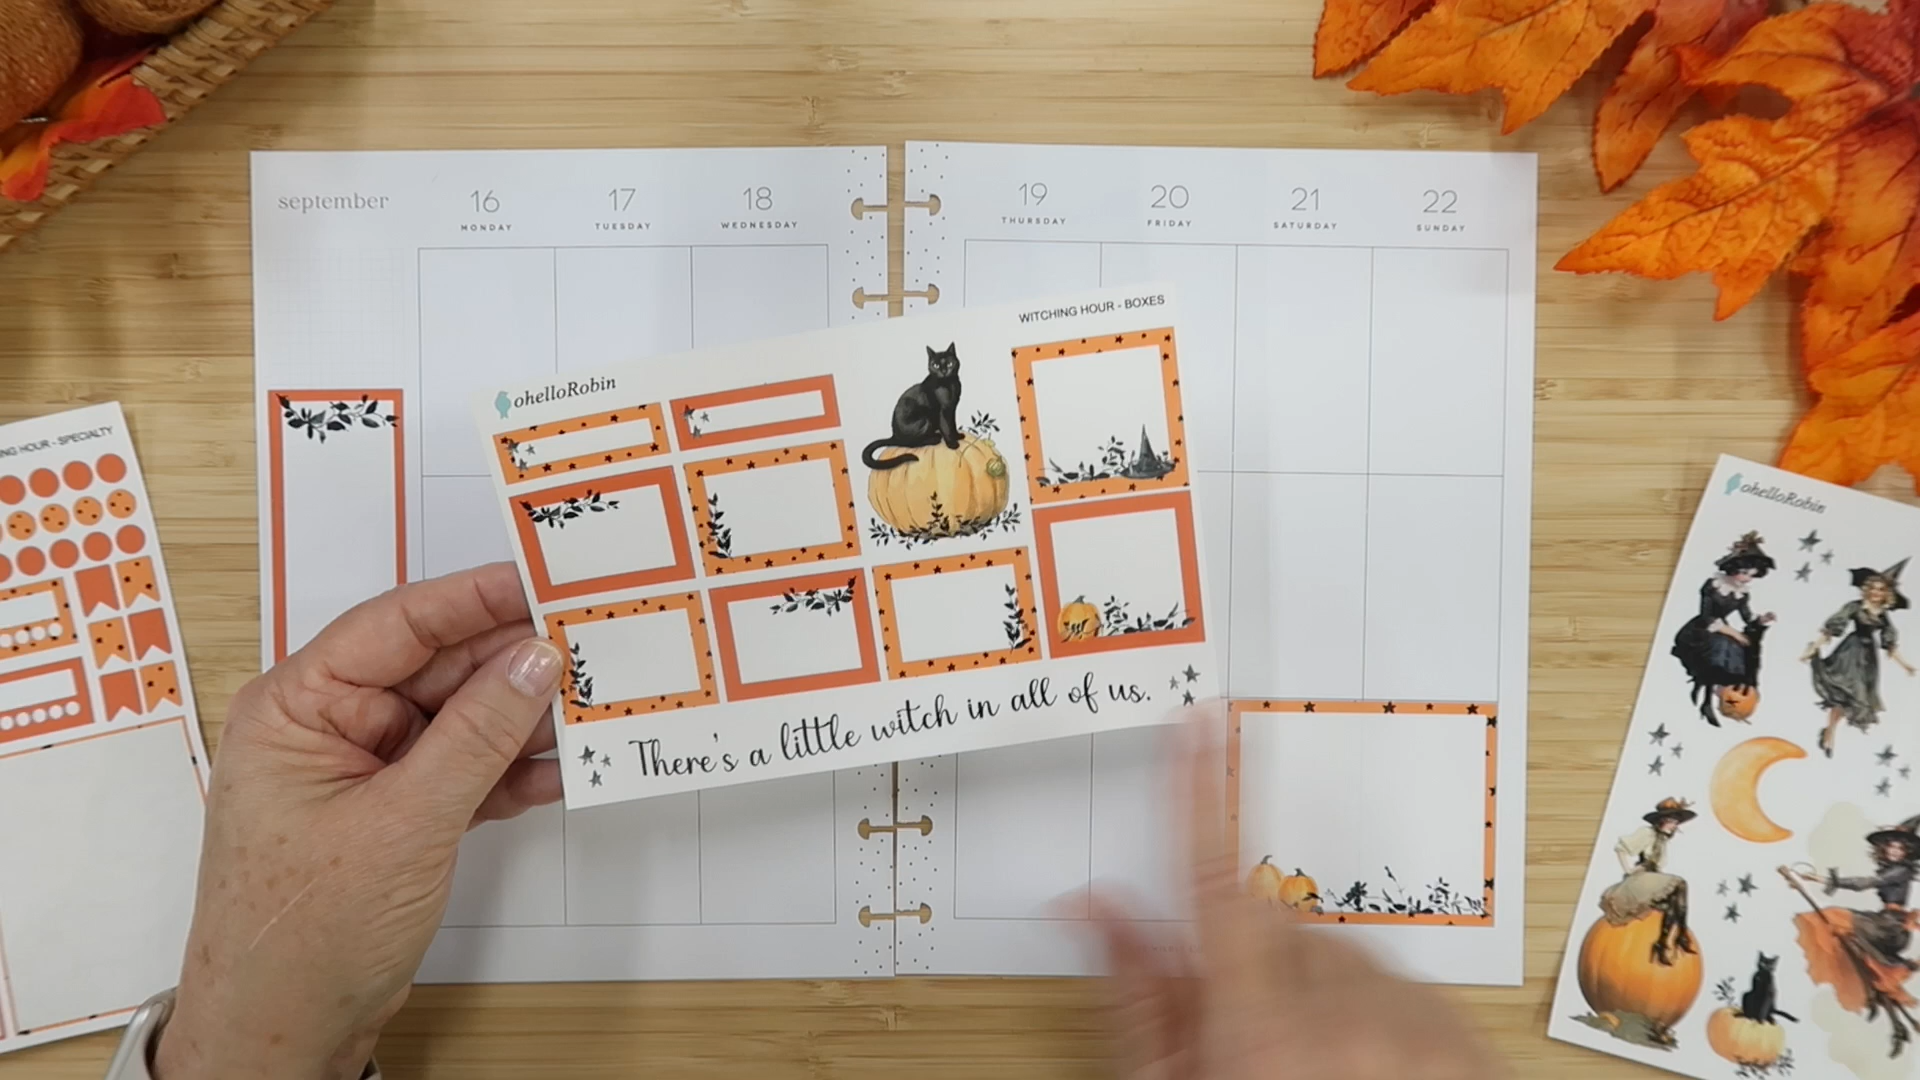 september
16
MONDAY
17
TUESDAY
18
WEDNESDAY
19
THURSDAY
20
FRIDAY
21
SATURDAY
22
SUNDAY
WITCHING HOUR - BOXES
ohelloRobin
There's a little witch in all of us.
HOUR - SPECIALTY
ohelloRobin